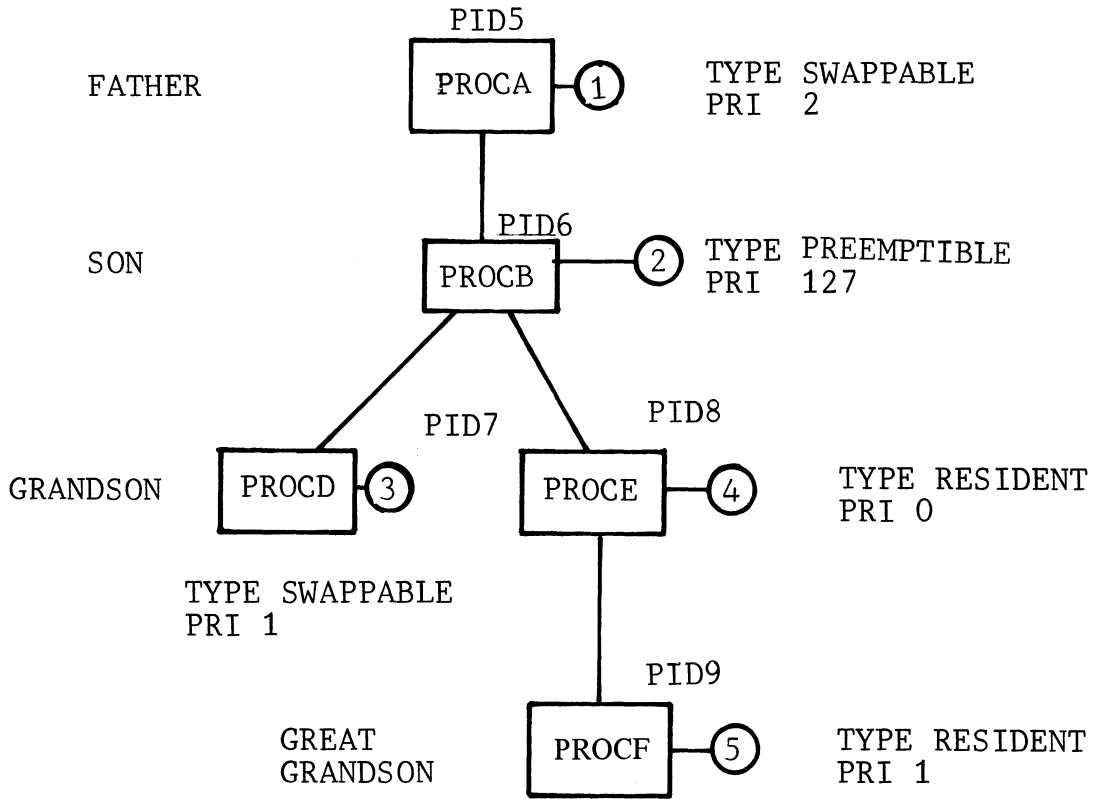 PID5
FATHER
PROCA
1
TYPE SWAPPABLE
PRI 2
PID6
SON
PROCB
2
TYPE PREEMPTIBLE
PRI 127
PID7
PID8
GRANDSON
PROCD
3
PROCE
4
TYPE RESIDENT
PRI 0
TYPE SWAPPABLE
PRI 1
PID9
GREAT
GRANDSON
PROCF
5
TYPE RESIDENT
PRI 1